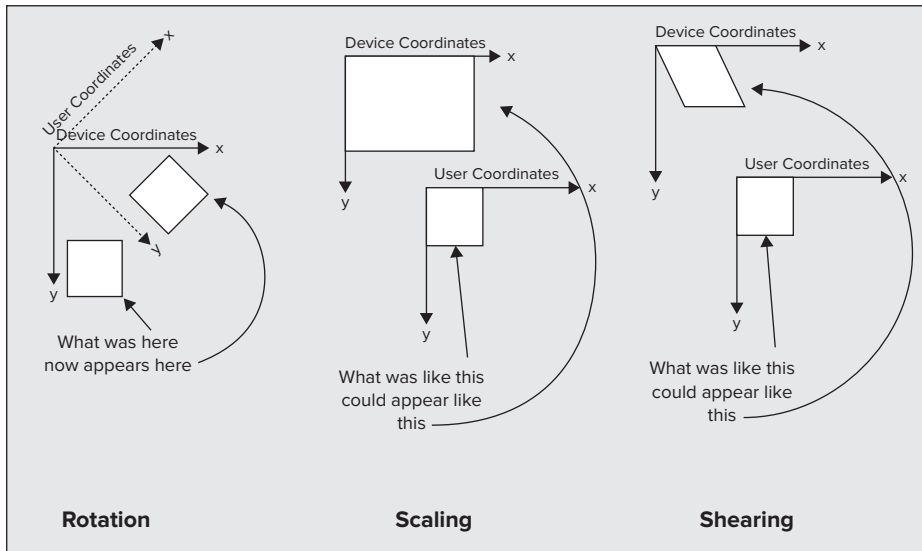 x
User Coordinates
Device Coordinates
x
y
y
What was here
now appears here
Rotation
Device Coordinates
x
y
User Coordinates
x
y
What was like this
could appear like
this
Scaling
Device Coordinates
x
y
User Coordinates
x
y
What was like this
could appear like
this
Shearing